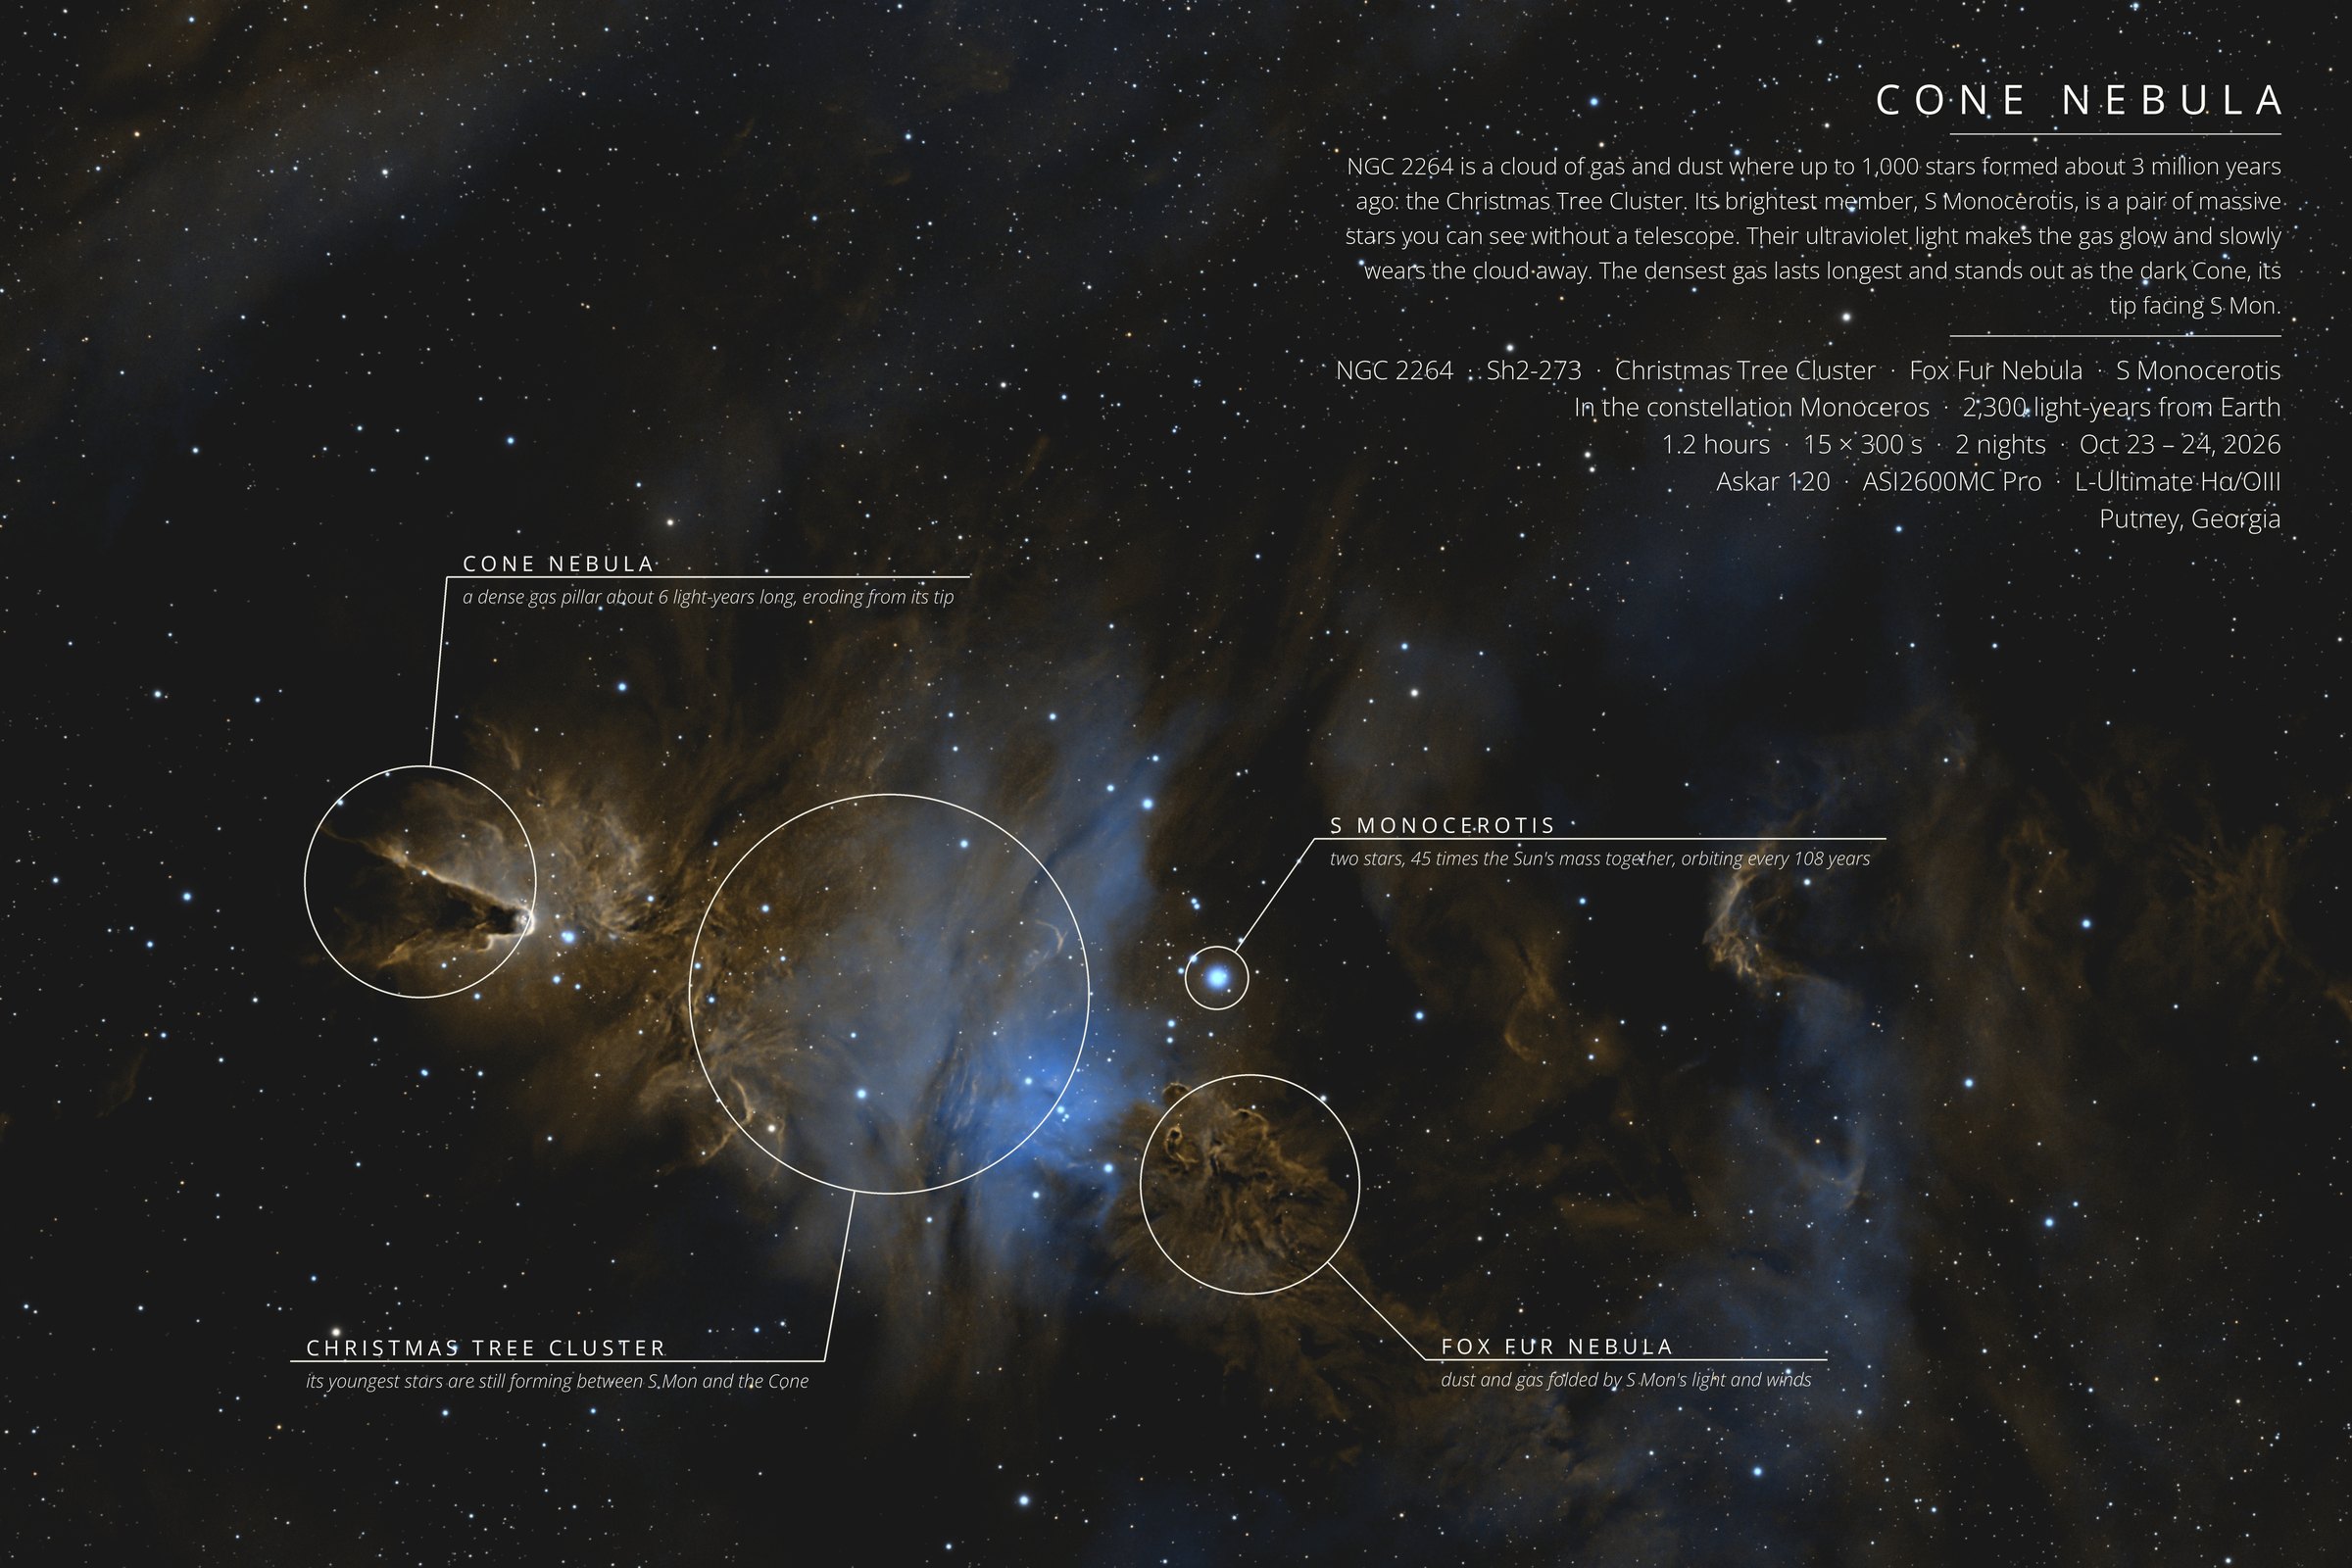 CONE NEBULA
NGC 2264 is a cloud of gas and dust where up to 1,000 stars formed about 3 million years
ago: the Christmas Tree Cluster. Its brightest member, S Monocerotis, is a pair of massive
stars you can see without a telescope. Their ultraviolet light makes the gas glow and slowly
wears the cloud away. The densest gas lasts longest and stands out as the dark Cone, its
tip facing S Mon.
NGC 2264 · Sh2-273 · Christmas Tree Cluster · Fox Fur Nebula · S Monocerotis
In the constellation Monoceros · 2,300 light-years from Earth
1.2 hours · 15 × 300 s · 2 nights · Oct 23 – 24, 2026
Askar 120 · ASI2600MC Pro · L-Ultimate Hα/OIII
Putney, Georgia
CONE NEBULA
a dense gas pillar about 6 light-years long, eroding from its tip
S MONOCEROTIS
two stars, 45 times the Sun's mass together, orbiting every 108 years
CHRISTMAS TREE CLUSTER
its youngest stars are still forming between S Mon and the Cone
FOX FUR NEBULA
dust and gas folded by S Mon's light and winds